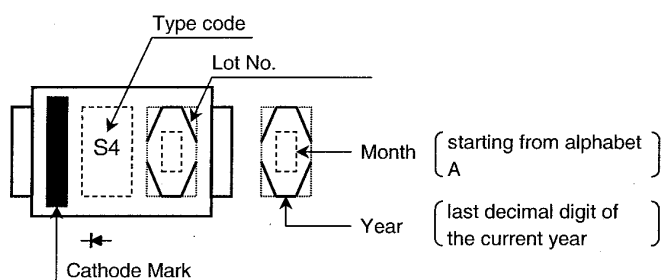 Type code
Lot No.
S4
Month
starting from alphabet
A
Year
last decimal digit of
the current year
Cathode Mark